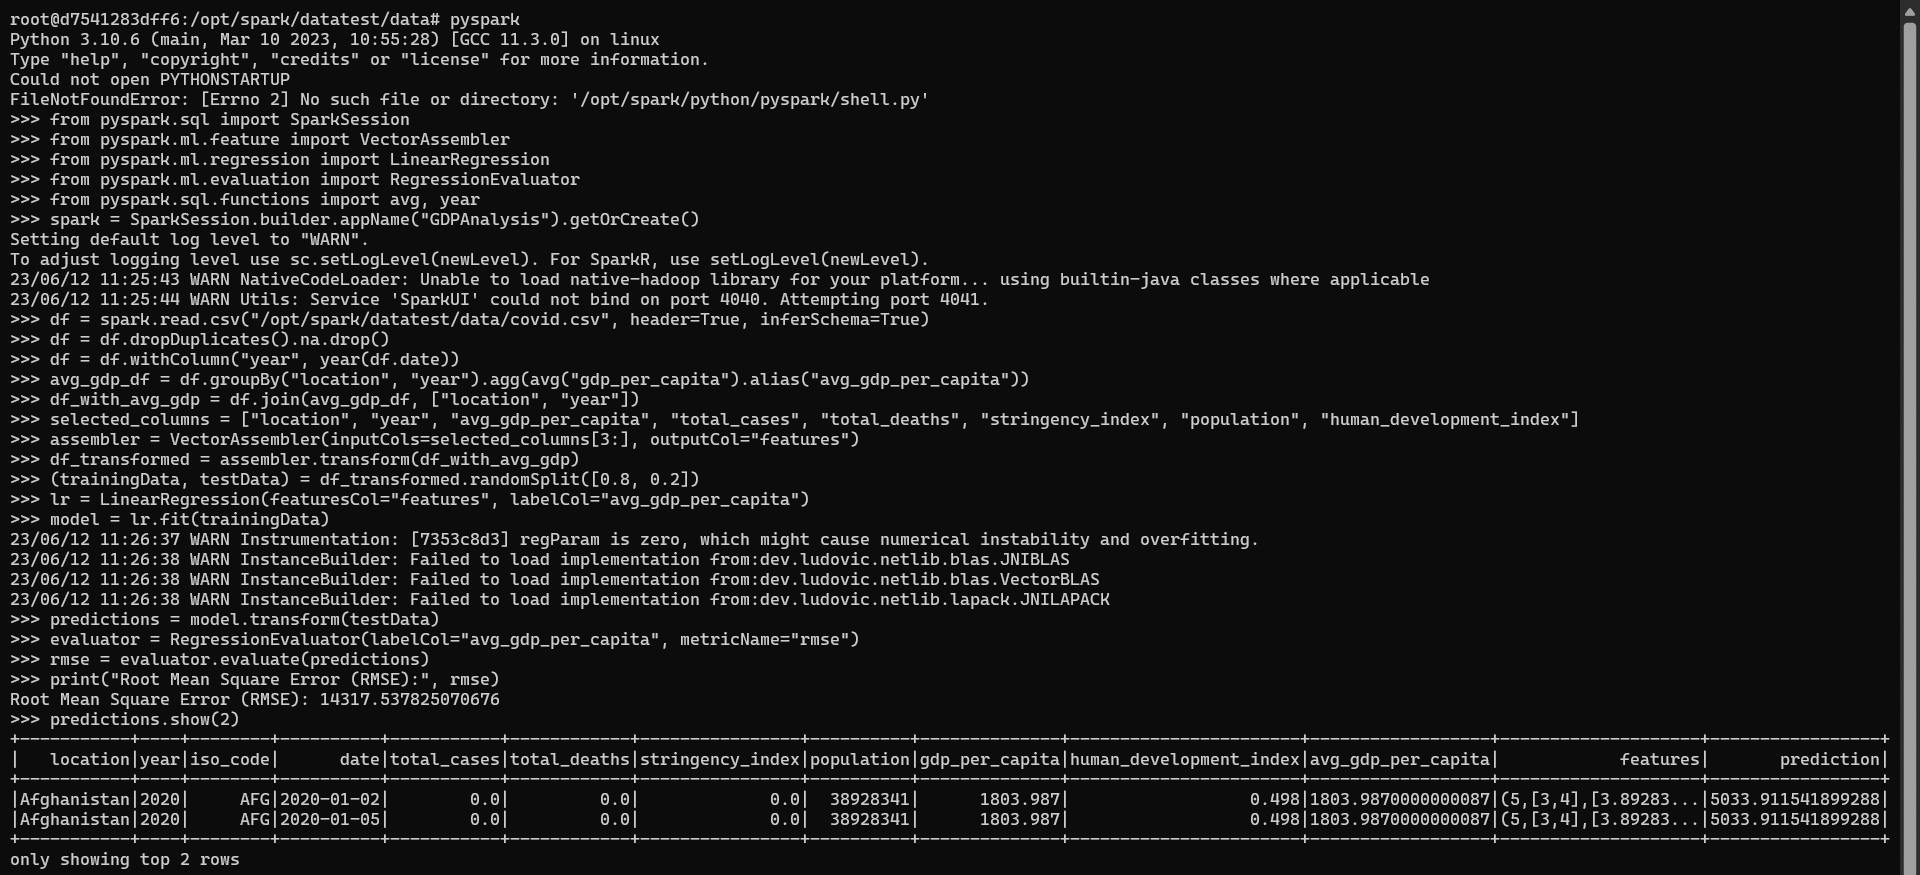 root@d7541283dff6:/opt/spark/datatest/data# pyspark
Python 3.10.6 (main, Mar 10 2023, 10:55:28) [GCC 11.3.0] on linux
Type "help", "copyright", "credits" or "license" for more information.
Could not open PYTHONSTARTUP
FileNotFoundError: [Errno 2] No such file or directory: '/opt/spark/python/pyspark/shell.py'
>>> from pyspark.sql import SparkSession
>>> from pyspark.ml.feature import VectorAssembler
>>> from pyspark.ml.regression import LinearRegression
>>> from pyspark.ml.evaluation import RegressionEvaluator
>>> from pyspark.sql.functions import avg, year
>>> spark = SparkSession.builder.appName("GDPAnalysis").getOrCreate()
Setting default log level to "WARN".
To adjust logging level use sc.setLogLevel(newLevel). For SparkR, use setLogLevel(newLevel).
23/06/12 11:25:43 WARN NativeCodeLoader: Unable to load native-hadoop library for your platform... using builtin-java classes where applicable
23/06/12 11:25:44 WARN Utils: Service 'SparkUI' could not bind on port 4040. Attempting port 4041.
>>> df = spark.read.csv("/opt/spark/datatest/data/covid.csv", header=True, inferSchema=True)
>>> df = df.dropDuplicates().na.drop()
>>> df = df.withColumn("year", year(df.date))
>>> avg_gdp_df = df.groupBy("location", "year").agg(avg("gdp_per_capita").alias("avg_gdp_per_capita"))
>>> df_with_avg_gdp = df.join(avg_gdp_df, ["location", "year"])
>>> selected_columns = ["location", "year", "avg_gdp_per_capita", "total_cases", "total_deaths", "stringency_index", "population", "human_development_index"]
>>> assembler = VectorAssembler(inputCols=selected_columns[3:], outputCol="features")
>>> df_transformed = assembler.transform(df_with_avg_gdp)
>>> (trainingData, testData) = df_transformed.randomSplit([0.8, 0.2])
>>> lr = LinearRegression(featuresCol="features", labelCol="avg_gdp_per_capita")
>>> model = lr.fit(trainingData)
23/06/12 11:26:37 WARN Instrumentation: [7353c8d3] regParam is zero, which might cause numerical instability and overfitting.
23/06/12 11:26:38 WARN InstanceBuilder: Failed to load implementation from:dev.ludovic.netlib.blas.JNIBLAS
23/06/12 11:26:38 WARN InstanceBuilder: Failed to load implementation from:dev.ludovic.netlib.blas.VectorBLAS
23/06/12 11:26:38 WARN InstanceBuilder: Failed to load implementation from:dev.ludovic.netlib.lapack.JNILAPACK
>>> predictions = model.transform(testData)
>>> evaluator = RegressionEvaluator(labelCol="avg_gdp_per_capita", metricName="rmse")
>>> rmse = evaluator.evaluate(predictions)
>>> print("Root Mean Square Error (RMSE):", rmse)
Root Mean Square Error (RMSE): 14317.537825070676
>>> predictions.show(2)
+-----------+----+--------+----------+-----------+------------+----------------+----------+--------------+-----------------------+------------------+--------------------+-----------------+
|   location|year|iso_code|      date|total_cases|total_deaths|stringency_index|population|gdp_per_capita|human_development_index|avg_gdp_per_capita|            features|       prediction|
+-----------+----+--------+----------+-----------+------------+----------------+----------+--------------+-----------------------+------------------+--------------------+-----------------+
|Afghanistan|2020|     AFG|2020-01-02|        0.0|         0.0|             0.0|  38928341|      1803.987|                  0.498|1803.9870000000087|(5,[3,4],[3.89283...|5033.911541899288|
|Afghanistan|2020|     AFG|2020-01-05|        0.0|         0.0|             0.0|  38928341|      1803.987|                  0.498|1803.9870000000087|(5,[3,4],[3.89283...|5033.911541899288|
+-----------+----+--------+----------+-----------+------------+----------------+----------+--------------+-----------------------+------------------+--------------------+-----------------+
only showing top 2 rows